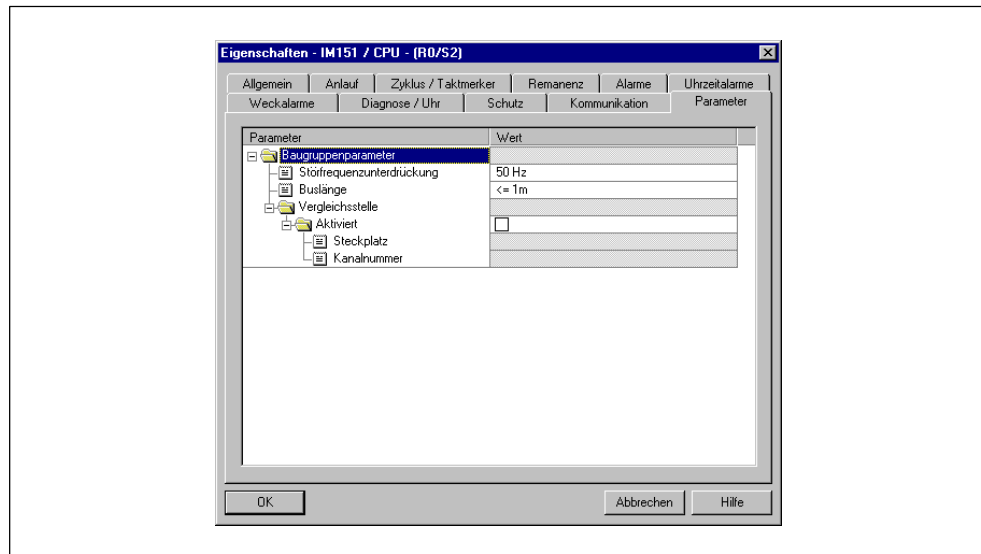 Eigenschaften - IM151 / CPU - (R0/S2)
Allgemein Anlauf Zyklus / Taktmerker Remanenz Alarme Uhrzeitalarme
Weckalarme Diagnose / Uhr Schutz Kommunikation Parameter
Parameter Wert
Baugruppenparameter
Störfrequenzunterdrückung 50 Hz
Buslänge <= 1m
Vergleichsstelle
Aktiviert
Steckplatz
Kanalnummer
OK Abbrechen Hilfe